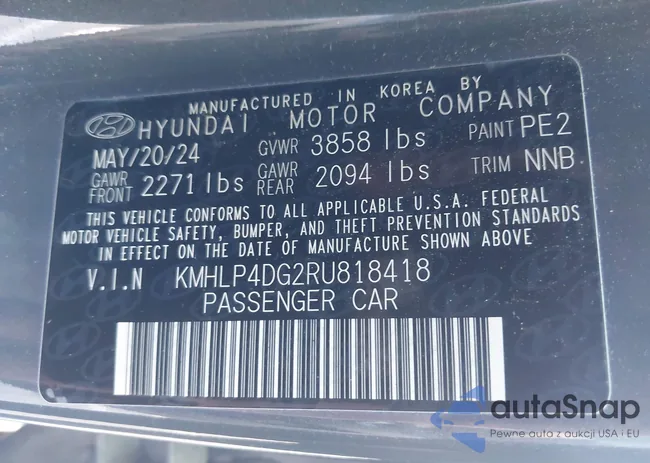 MANUFACTURED IN KOREA BY
HYUNDAI MOTOR COMPANY
MAY/20/24 GVWR 3858 lbs PAINT PE2
GAWR FRONT 2271 lbs GAWR REAR 2094 lbs TRIM NNB
THIS VEHICLE CONFORMS TO ALL APPLICABLE U.S.A. FEDERAL
MOTOR VEHICLE SAFETY, BUMPER, AND THEFT PREVENTION STANDARDS
IN EFFECT ON THE DATE OF MANUFACTURE SHOWN ABOVE.
V.I.N KMHLP4DG2RU818418
PASSENGER CAR
autaSnap
Pewne auta z aukcji USA i EU